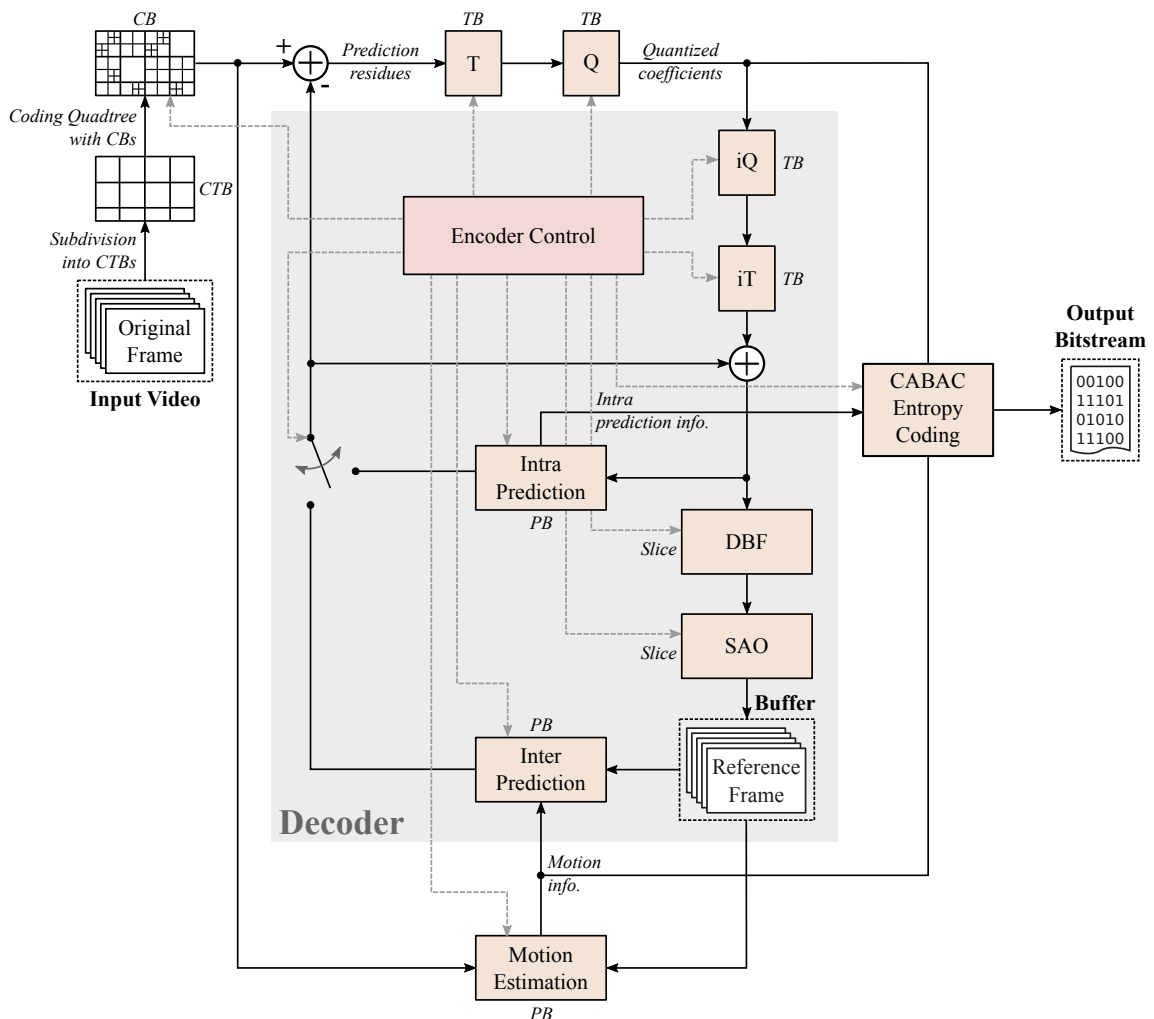 CB
TB
TB
+
-
Prediction
residues
T
Q
Quantized
coefficients
Coding Quadtree
with CBs
iQ
TB
CTB
Encoder Control
Subdivision
into CTBs
iT
TB
Original
Frame
Input Video
Output
Bitstream
00100
11101
01010
11100
CABAC
Entropy
Coding
Intra
prediction info.
Intra
Prediction
PB
DBF
Slice
SAO
Slice
Buffer
PB
Inter
Prediction
Reference
Frame
Decoder
Motion
info.
Motion
Estimation
PB